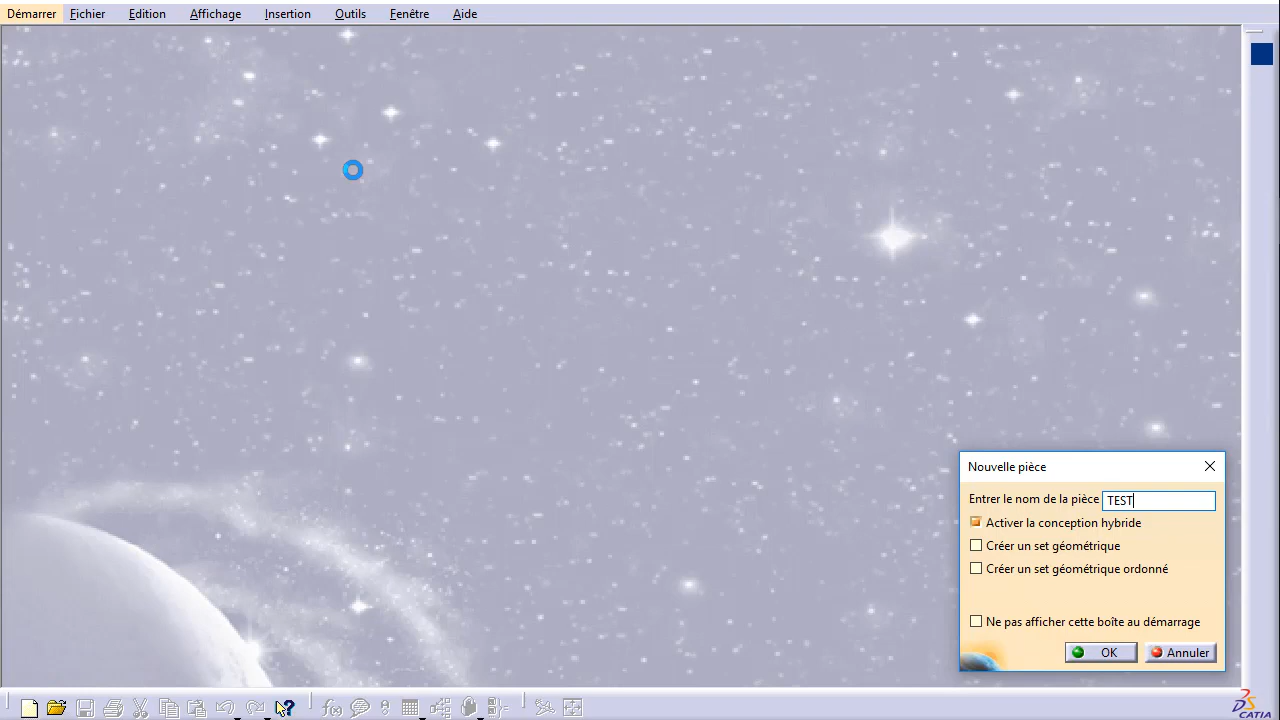 Démarrer Fichier Edition Affichage Insertion Outils Fenêtre Aide
Nouvelle pièce
Entrer le nom de la pièce TEST
Activer la conception hybride
Créer un set géométrique
Créer un set géométrique ordonné
Ne pas afficher cette boîte au démarrage
OK Annuler
f(x)
CATIA